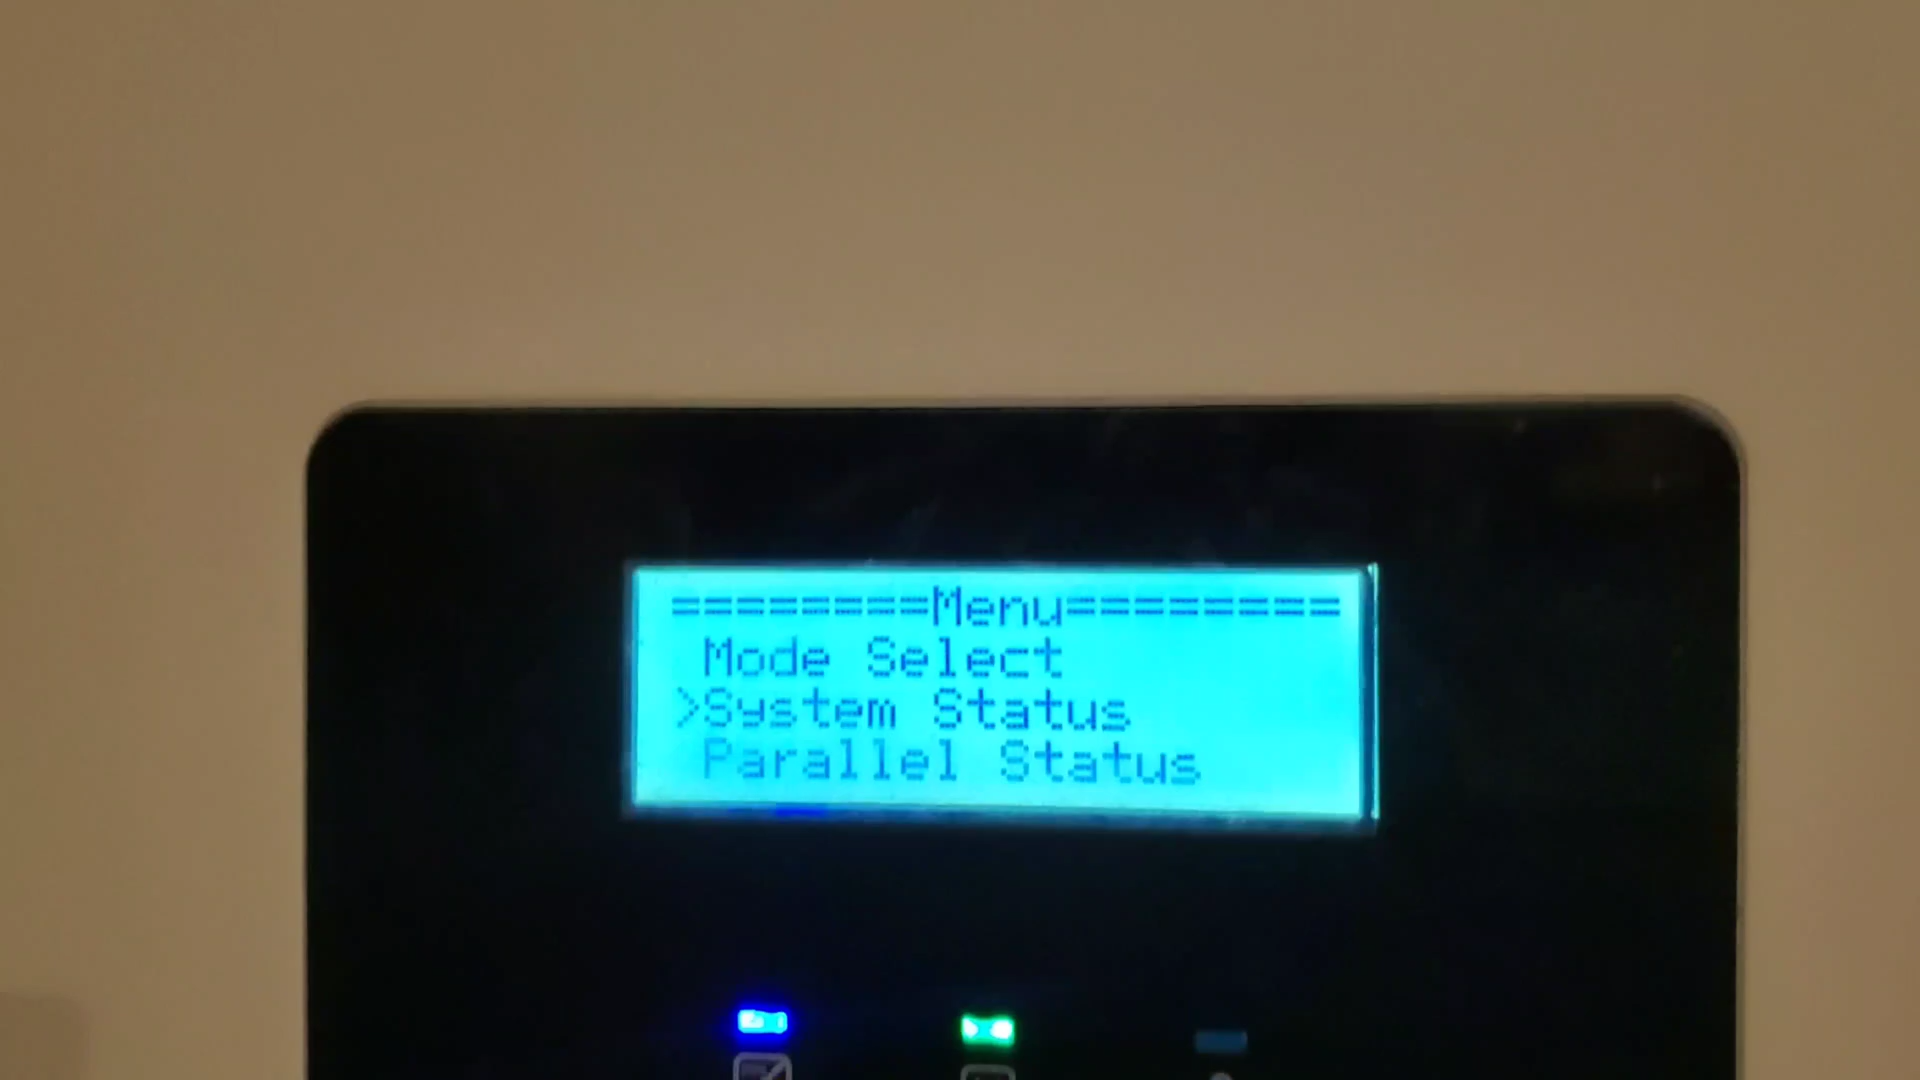 ========Menu=========
Mode Select
>System Status
Parallel Status